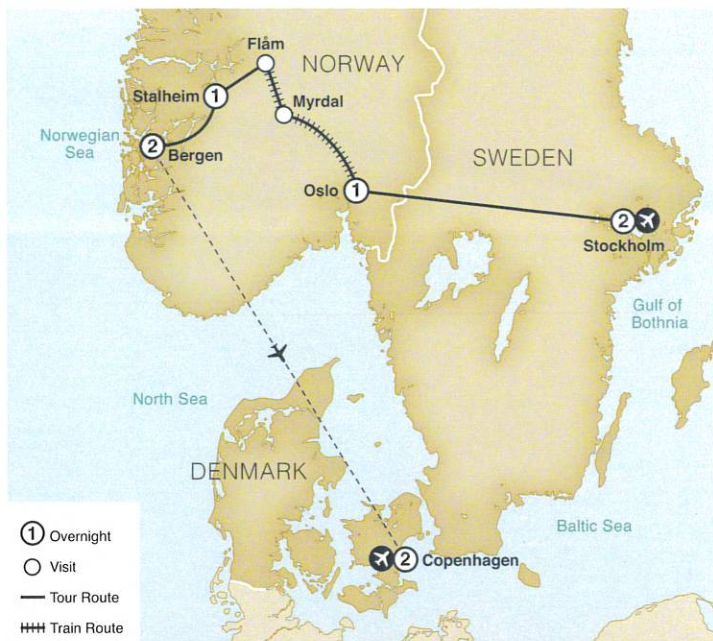 Flåm
NORWAY
Stalheim
1
Myrdal
Norwegian
Sea
2
Bergen
SWEDEN
Oslo
1
2
Stockholm
Gulf of
Bothnia
North Sea
DENMARK
Baltic Sea
2
Copenhagen
1 Overnight
Visit
Tour Route
Train Route